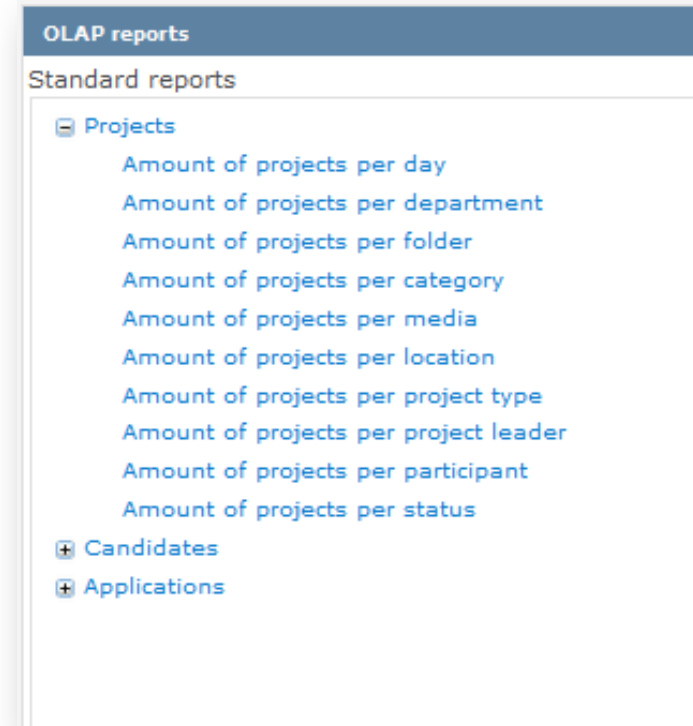 OLAP reports
Standard reports
Projects
Amount of projects per day
Amount of projects per department
Amount of projects per folder
Amount of projects per category
Amount of projects per media
Amount of projects per location
Amount of projects per project type
Amount of projects per project leader
Amount of projects per participant
Amount of projects per status
Candidates
Applications